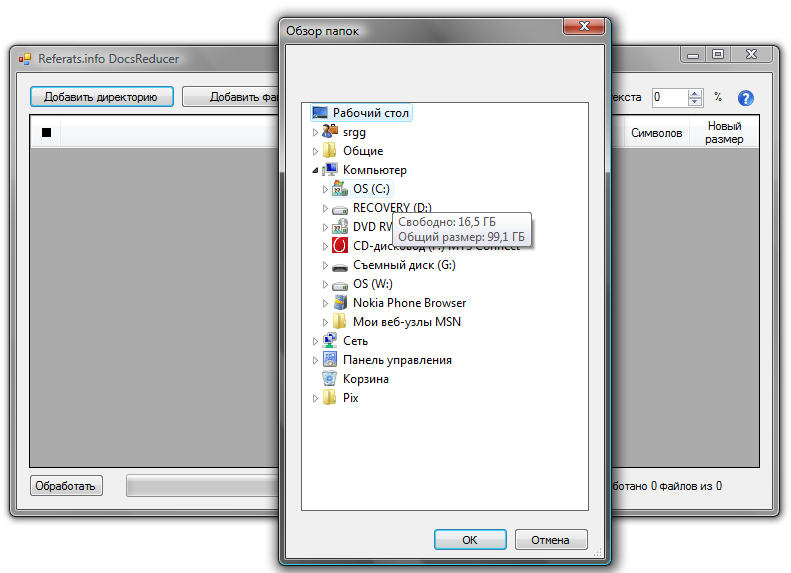 Обзор папок
Referats.info DocsReducer
Добавить директорию
Добавить
екста 0 %
Символов
Новый
размер
Рабочий стол
srgg
Общие
Компьютер
OS (C:)
RECOVERY (D:)
Свободно: 16,5 ГБ
Общий размер: 99,1 ГБ
DVD RW
CD-дисковод (F:) MTS Connect
Съемный диск (G:)
OS (W:)
Nokia Phone Browser
Мои веб-узлы MSN
Сеть
Панель управления
Корзина
Pix
Обработать
ботано 0 файлов из 0
OK
Отмена